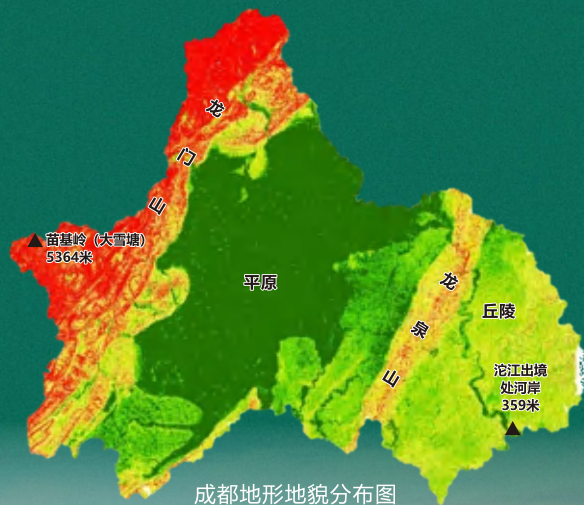 龙
门
山
苗基岭（大雪塘）
5364米
平原
龙
泉
山
丘陵
沱江出境
处河岸
359米
成都地形地貌分布图